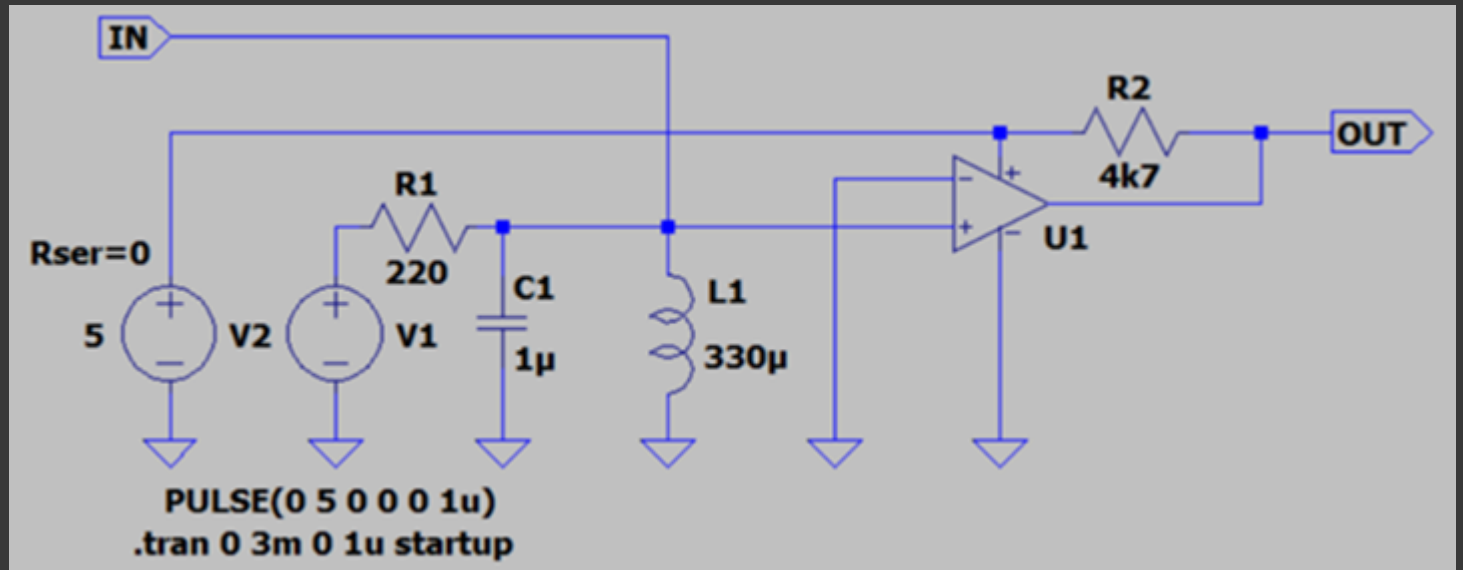 IN
R2
OUT
4k7
R1
Rser=0
220
U1
C1
L1
5
V2
V1
1µ
330µ
PULSE(0 5 0 0 0 1u)
.tran 0 3m 0 1u startup